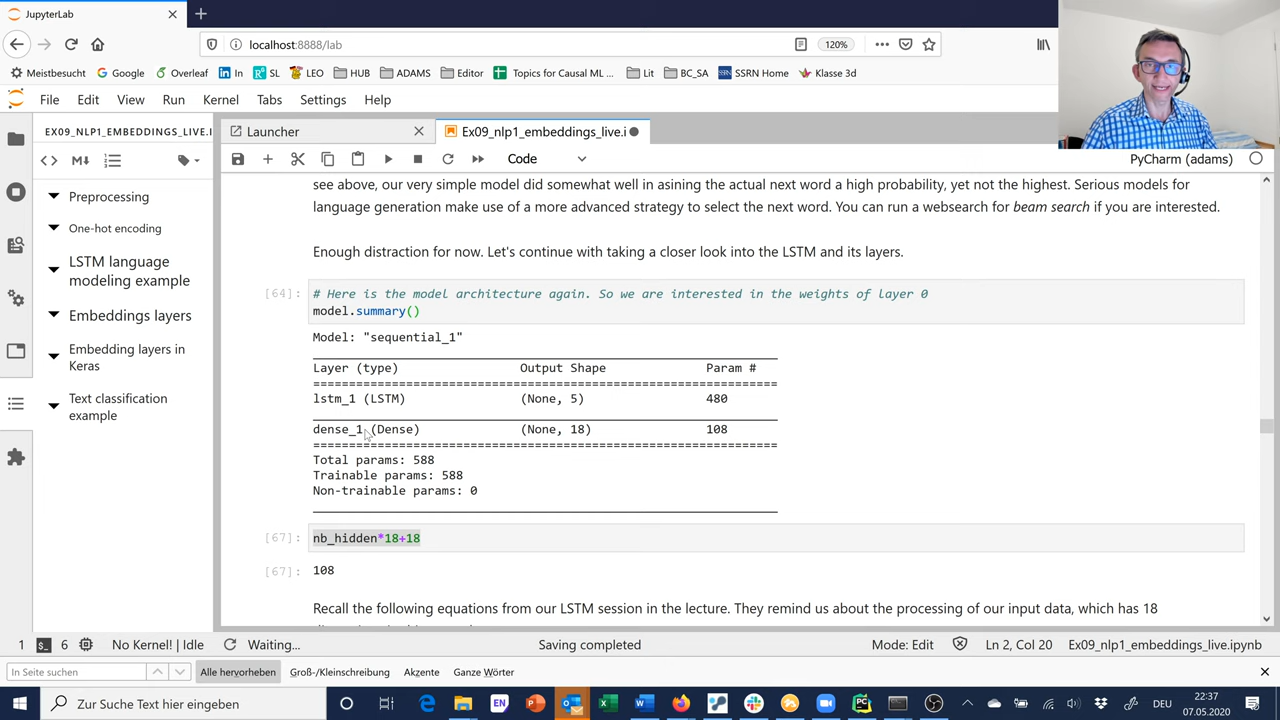 JupyterLab
localhost:8888/lab
120%
Meistbesucht
Google
Overleaf
In
SL
LEO
HUB
ADAMS
Editor
Topics for Causal ML ...
Lit
BC_SA
SSRN Home
Klasse 3d
File Edit View Run Kernel Tabs Settings Help
EX09_NLP1_EMBEDDINGS_LIVE.I
Launcher
Ex09_nlp1_embeddings_live.i
Code
PyCharm (adams)
Preprocessing
One-hot encoding
LSTM language
modeling example
Embeddings layers
Embedding layers in
Keras
Text classification
example
see above, our very simple model did somewhat well in asining the actual next word a high probability, yet not the highest. Serious models for
language generation make use of a more advanced strategy to select the next word. You can run a websearch for beam search if you are interested.
Enough distraction for now. Let's continue with taking a closer look into the LSTM and its layers.
[64]:
# Here is the model architecture again. So we are interested in the weights of layer 0
model.summary()
Model: "sequential_1"
Layer (type) Output Shape Param #
=================================================================
lstm_1 (LSTM) (None, 5) 480
dense_1 (Dense) (None, 18) 108
=================================================================
Total params: 588
Trainable params: 588
Non-trainable params: 0
[67]:
nb_hidden*18+18
[67]:
108
Recall the following equations from our LSTM session in the lecture. They remind us about the processing of our input data, which has 18
1
6
No Kernel! | Idle
Waiting...
Saving completed
Mode: Edit
Ln 2, Col 20
Ex09_nlp1_embeddings_live.ipynb
In Seite suchen
Alle hervorheben
Groß-/Kleinschreibung
Akzente
Ganze Wörter
Zur Suche Text hier eingeben
EN
DEU
22:37
07.05.2020